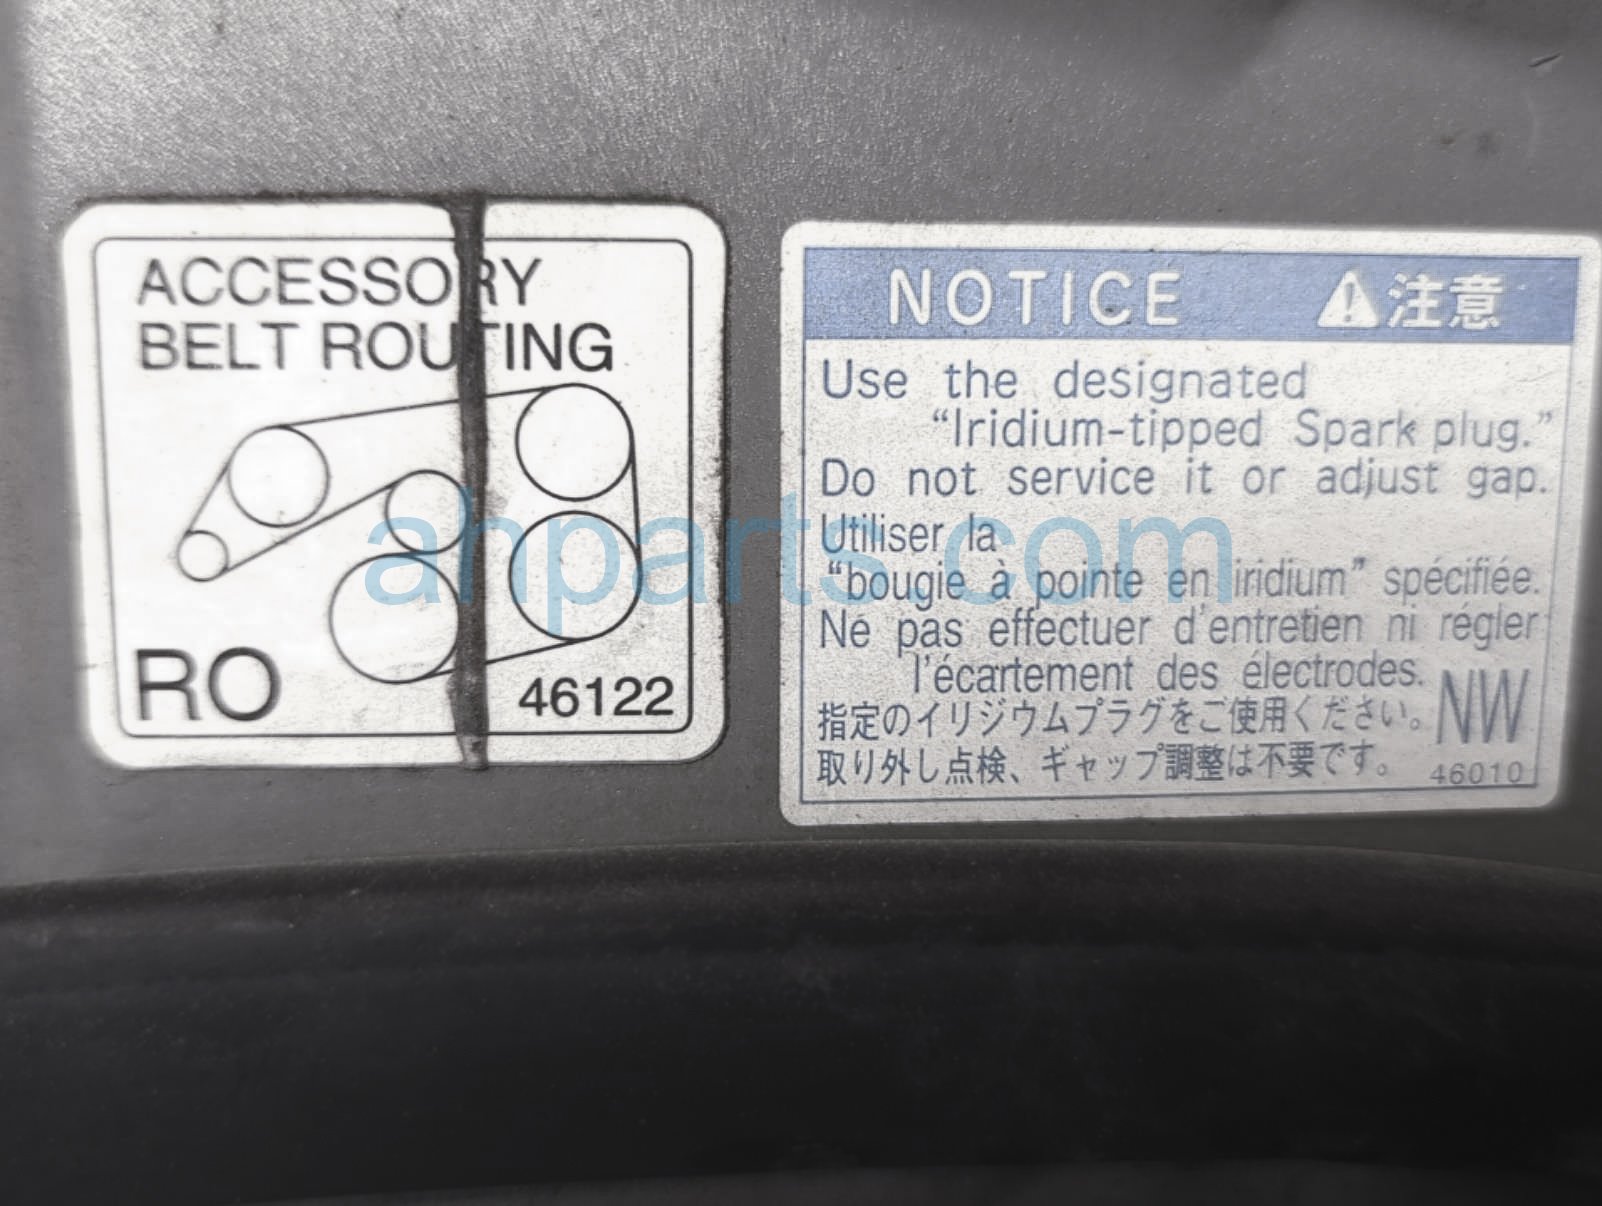 ACCESSORY
BELT ROUTING
RO
46122
NOTICE
注意
Use the designated
“Iridium-tipped Spark plug.”
Do not service it or adjust gap.
Utiliser la
“bougie à pointe en iridium” spécifiée.
Ne pas effectuer d'entretien ni régler
l'écartement des électrodes.
指定のイリジウムプラグをご使用ください。
取り外し点検、ギャップ調整は不要です。
NW
46010
ahparts.com